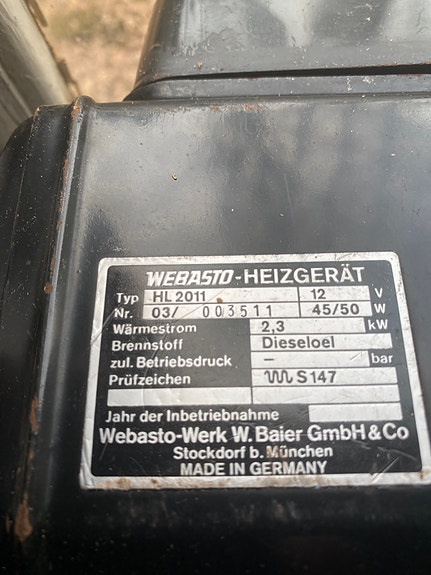 WEBASTO-HEIZGERÄT
Typ HL 2011 12 V
Nr. 03/ 003511 45/50 W
Wärmestrom 2,3 kW
Brennstoff Dieseloel
zul. Betriebsdruck – bar
Prüfzeichen S 147
Jahr der Inbetriebnahme
Webasto-Werk W. Baier GmbH & Co
Stockdorf b. München
MADE IN GERMANY